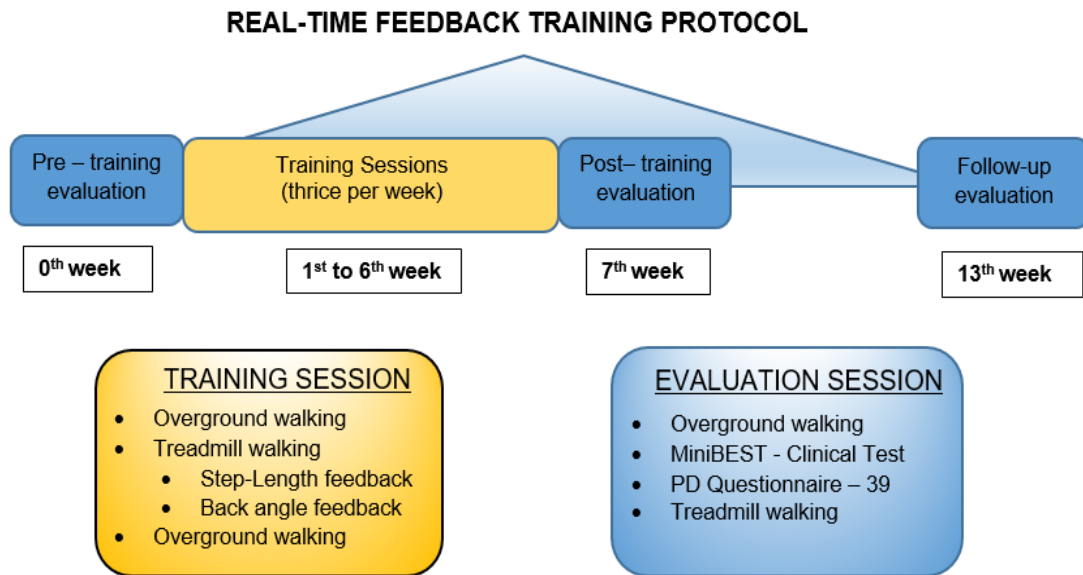 REAL-TIME FEEDBACK TRAINING PROTOCOL
Pre – training
evaluation
Training Sessions
(thrice per week)
Post– training
evaluation
Follow-up
evaluation
0th week
1st to 6th week
7th week
13th week
TRAINING SESSION
• Overground walking
• Treadmill walking
• Step-Length feedback
• Back angle feedback
• Overground walking
EVALUATION SESSION
• Overground walking
• MiniBEST - Clinical Test
• PD Questionnaire – 39
• Treadmill walking